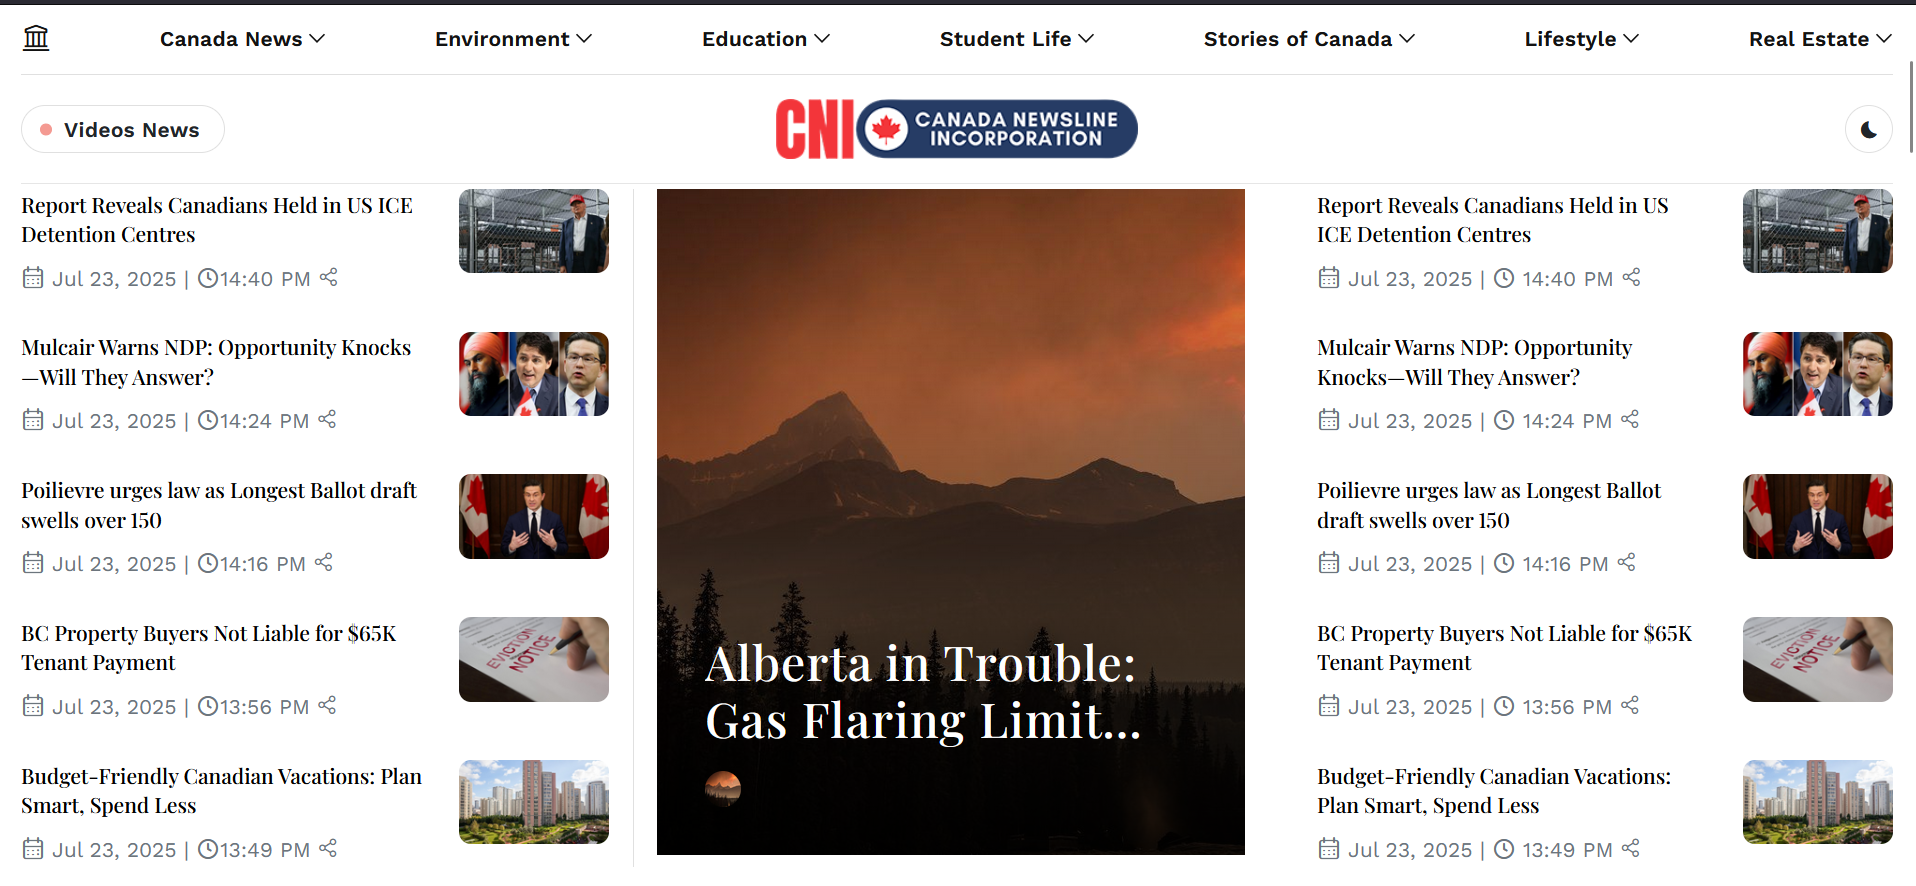 Canada News
Environment
Education
Student Life
Stories of Canada
Lifestyle
Real Estate
Videos News
CNI
CANADA NEWSLINE
INCORPORATION
Report Reveals Canadians Held in US ICE
Detention Centres
Jul 23, 2025 | 14:40 PM
Mulcair Warns NDP: Opportunity Knocks
—Will They Answer?
Jul 23, 2025 | 14:24 PM
Poilievre urges law as Longest Ballot draft
swells over 150
Jul 23, 2025 | 14:16 PM
BC Property Buyers Not Liable for $65K
Tenant Payment
EVICTION
NOTICE
Jul 23, 2025 | 13:56 PM
Budget-Friendly Canadian Vacations: Plan
Smart, Spend Less
Jul 23, 2025 | 13:49 PM
Alberta in Trouble:
Gas Flaring Limit...
Report Reveals Canadians Held in US
ICE Detention Centres
Jul 23, 2025 | 14:40 PM
Mulcair Warns NDP: Opportunity
Knocks—Will They Answer?
Jul 23, 2025 | 14:24 PM
Poilievre urges law as Longest Ballot
draft swells over 150
Jul 23, 2025 | 14:16 PM
BC Property Buyers Not Liable for $65K
Tenant Payment
EVICTION
NOTICE
Jul 23, 2025 | 13:56 PM
Budget-Friendly Canadian Vacations:
Plan Smart, Spend Less
Jul 23, 2025 | 13:49 PM